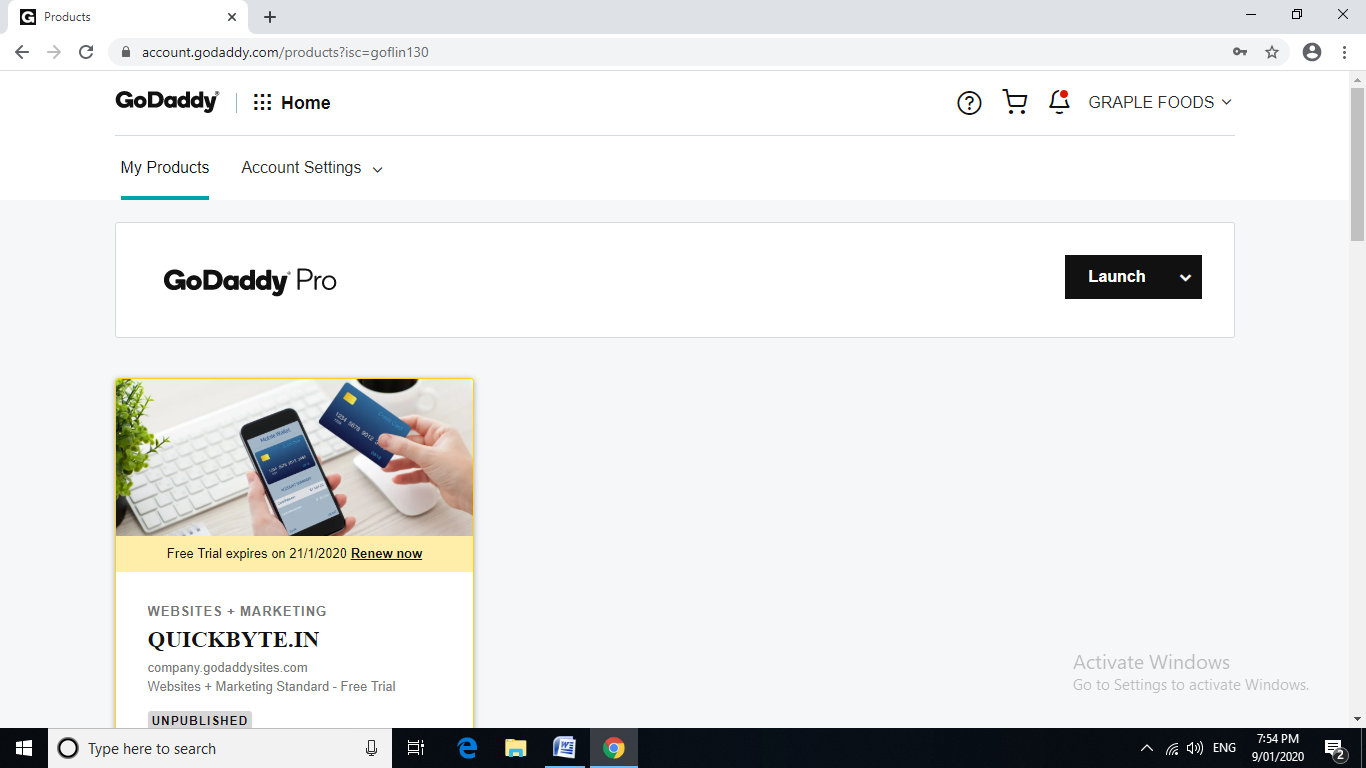 Products
account.godaddy.com/products?isc=goflin130
GoDaddy Home GRAPLE FOODS
My Products Account Settings
GoDaddy Pro Launch
Free Trial expires on 21/1/2020 Renew now
WEBSITES + MARKETING
QUICKBYTE.IN
company.godaddysites.com
Websites + Marketing Standard - Free Trial
UNPUBLISHED
Activate Windows
Go to Settings to activate Windows.
Type here to search ENG 7:54 PM
9/01/2020 2